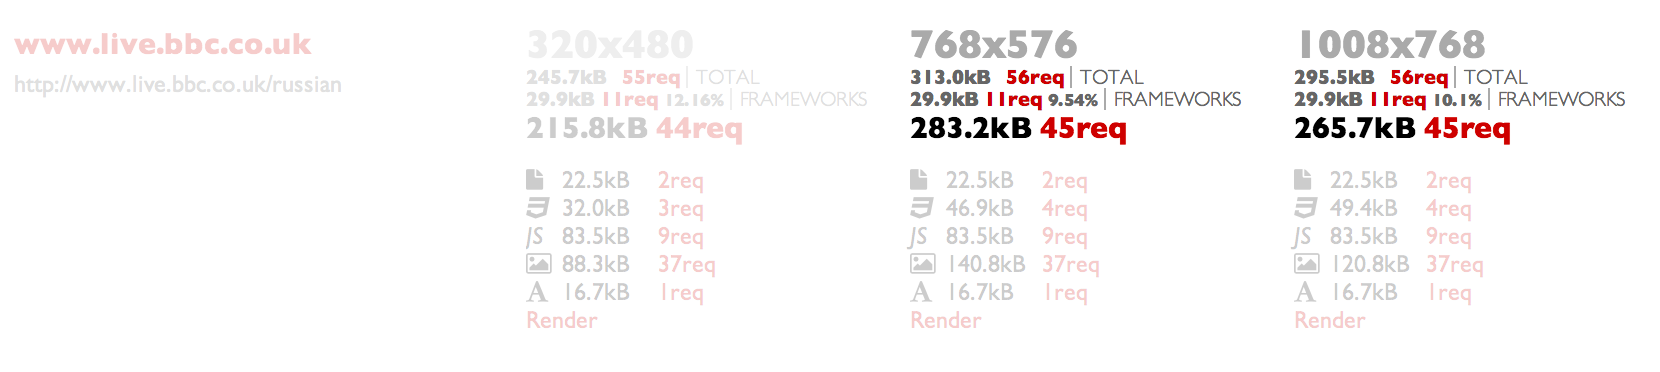 www.live.bbc.co.uk
http://www.live.bbc.co.uk/russian
320x480
245.7kB 55req | TOTAL
29.9kB 11req 12.16% | FRAMEWORKS
215.8kB 44req
22.5kB 2req
32.0kB 3req
JS 83.5kB 9req
88.3kB 37req
A 16.7kB 1req
Render
768x576
313.0kB 56req | TOTAL
29.9kB 11req 9.54% | FRAMEWORKS
283.2kB 45req
22.5kB 2req
46.9kB 4req
JS 83.5kB 9req
140.8kB 37req
A 16.7kB 1req
Render
1008x768
295.5kB 56req | TOTAL
29.9kB 11req 10.1% | FRAMEWORKS
265.7kB 45req
22.5kB 2req
49.4kB 4req
JS 83.5kB 9req
120.8kB 37req
A 16.7kB 1req
Render